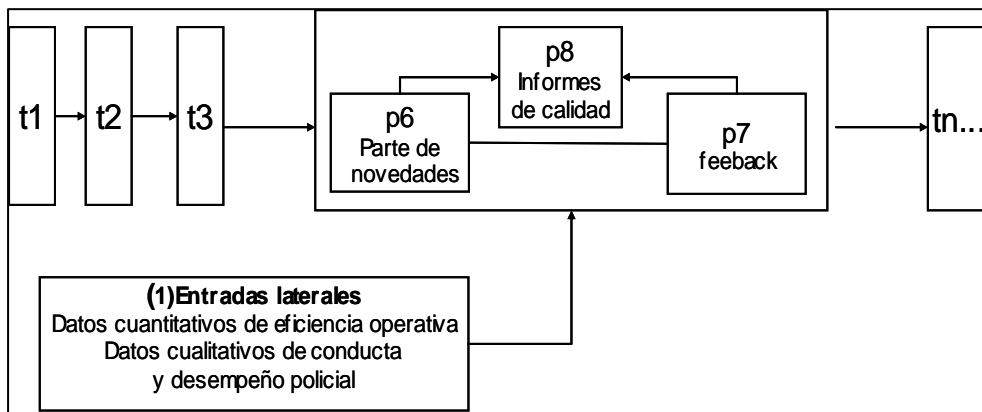 t1
t2
t3
p8
Informes
de calidad
p6
Parte de
novedades
p7
feeback
tn...
(1)Entradas laterales
Datos cuantitativos de eficiencia operativa
Datos cualitativos de conducta
y desempeño policial